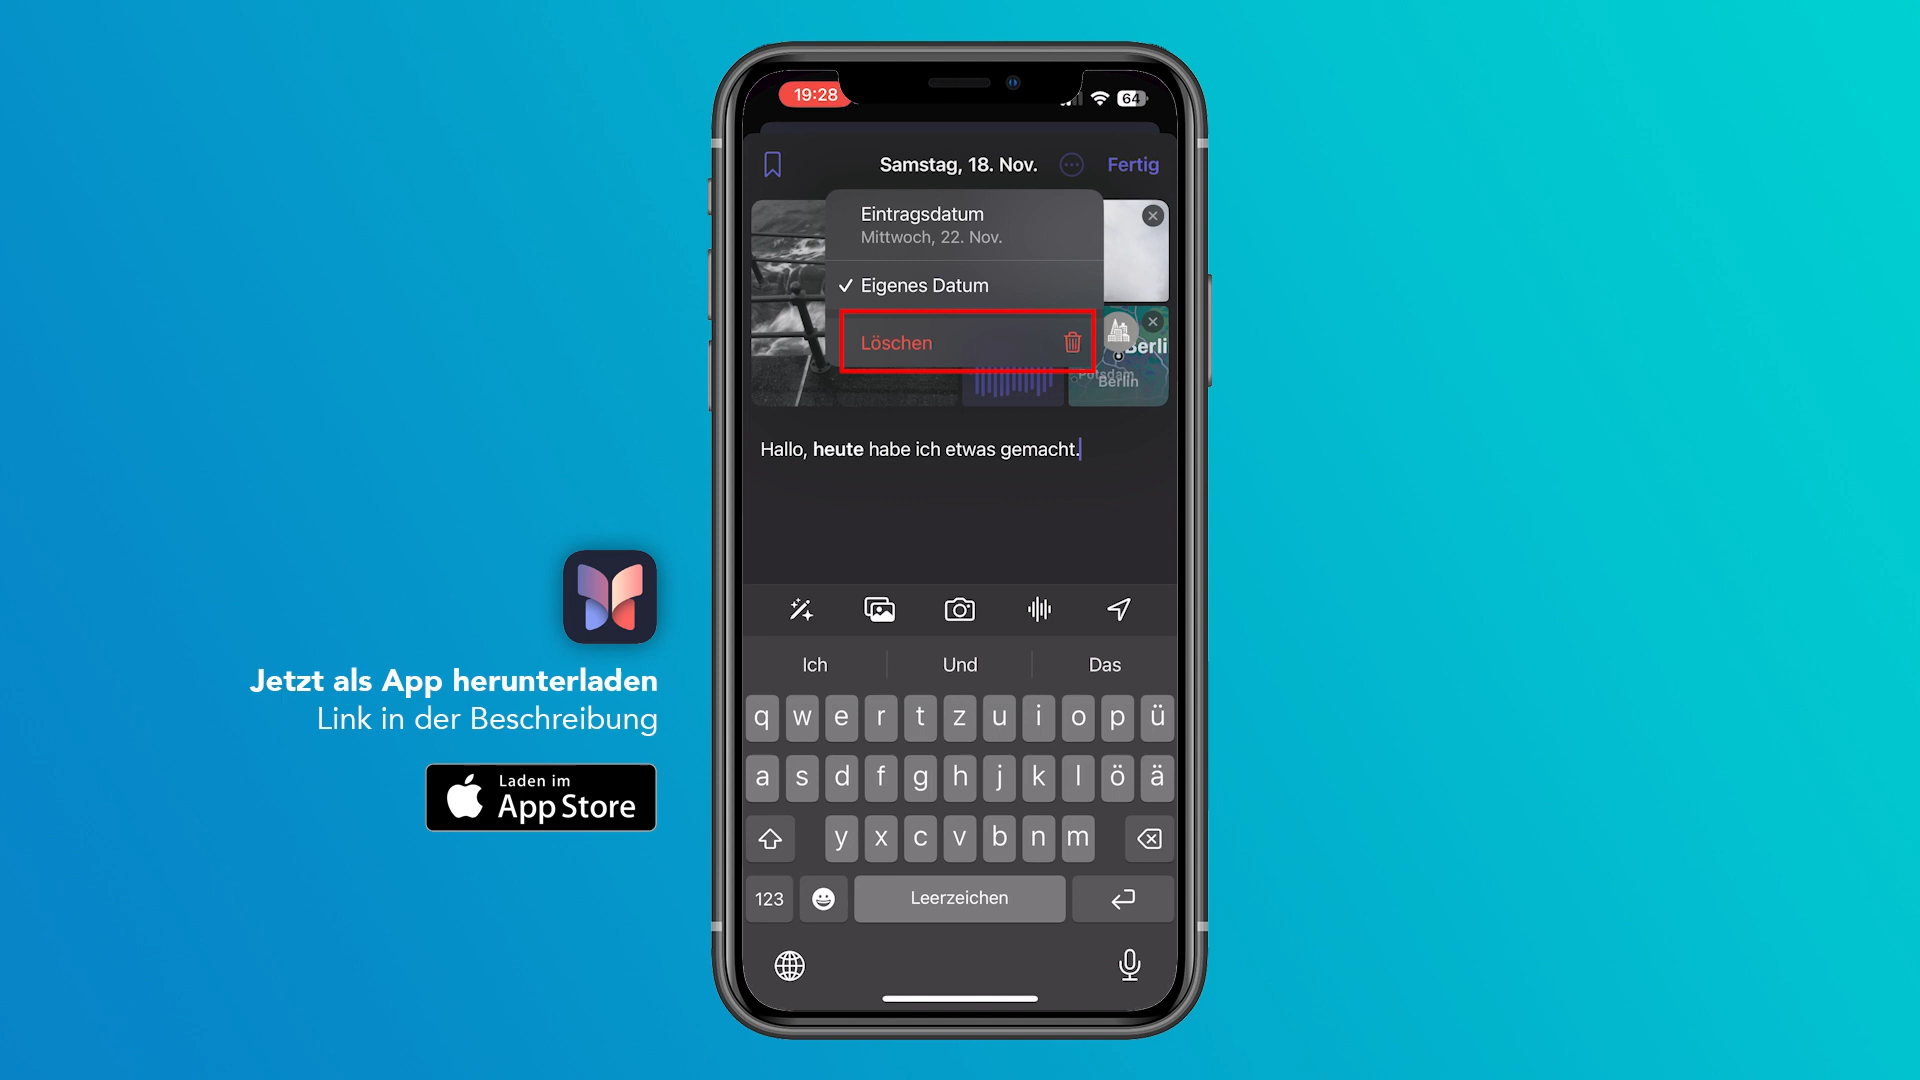 19:28
64
Samstag, 18. Nov.
Fertig
Eintragsdatum
Mittwoch, 22. Nov.
Eigenes Datum
Löschen
Berli
Potsdam
Berlin
Hallo, heute habe ich etwas gemacht.
Jetzt als App herunterladen
Link in der Beschreibung
Laden im
App Store
Ich Und Das
q w e r t z u i o p ü
a s d f g h j k l ö ä
y x c v b n m
123 Leerzeichen